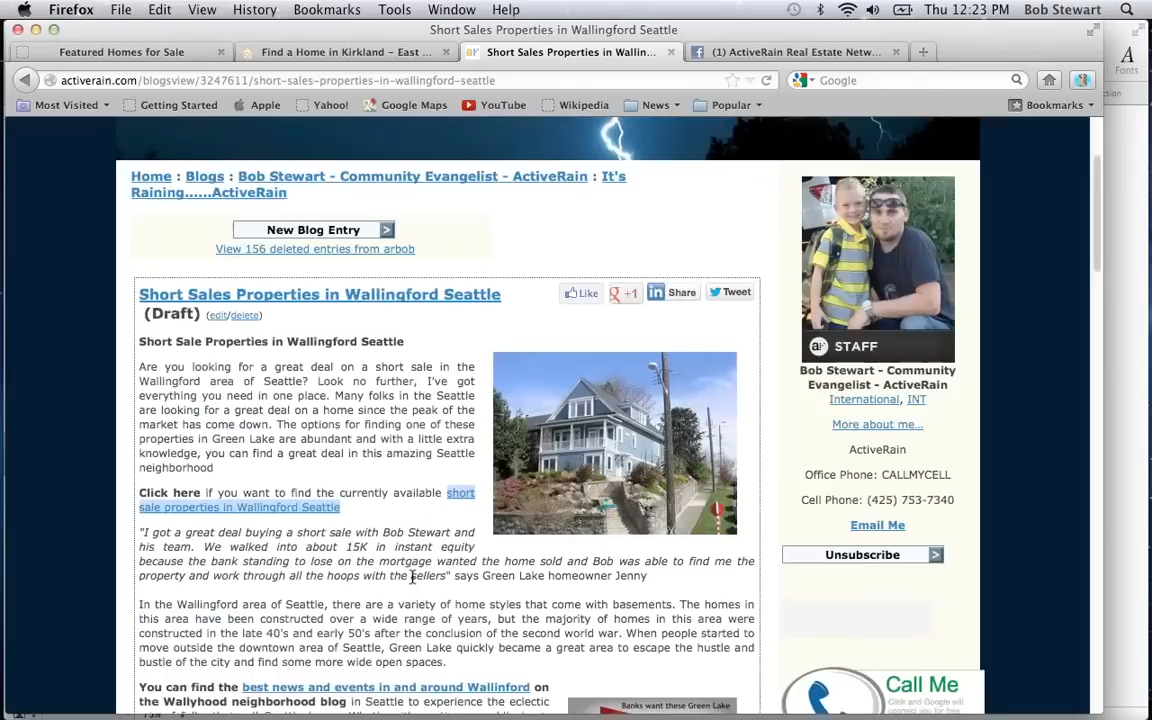 Firefox File Edit View History Bookmarks Tools Window Help Thu 12:23 PM Bob Stewart
Short Sales Properties in Wallingford Seattle
Featured Homes for Sale × Find a Home in Kirkland – East ... × Short Sales Properties in Wallin... × (1) ActiveRain Real Estate Netw... × +
activerain.com/blogsview/3247611/short-sales-properties-in-wallingford-seattle Google
A
Fonts
Most Visited Getting Started Apple Yahoo! Google Maps YouTube Wikipedia News Popular Bookmarks
Home : Blogs : Bob Stewart - Community Evangelist - ActiveRain : It's
Raining......ActiveRain
New Blog Entry >
View 156 deleted entries from arbob
Short Sales Properties in Wallingford Seattle
(Draft) (edit/delete)
Like +1 Share Tweet
Short Sale Properties in Wallingford Seattle
Are you looking for a great deal on a short sale in the
Wallingford area of Seattle? Look no further, I've got
everything you need in one place. Many folks in the Seattle
are looking for a great deal on a home since the peak of the
market has come down. The options for finding one of these
properties in Green Lake are abundant and with a little extra
knowledge, you can find a great deal in this amazing Seattle
neighborhood
Click here if you want to find the currently available short
sale properties in Wallingford Seattle
"I got a great deal buying a short sale with Bob Stewart and
his team. We walked into about 15K in instant equity
because the bank standing to lose on the mortgage wanted the home sold and Bob was able to find me the
property and work through all the hoops with the sellers" says Green Lake homeowner Jenny
In the Wallingford area of Seattle, there are a variety of home styles that come with basements. The homes in
this area have been constructed over a wide range of years, but the majority of homes in this area were
constructed in the late 40's and early 50's after the conclusion of the second world war. When people started to
move outside the downtown area of Seattle, Green Lake quickly became a great area to escape the hustle and
bustle of the city and find some more wide open spaces.
You can find the best news and events in and around Wallinford on
the Wallyhood neighborhood blog in Seattle to experience the eclectic
Banks want these Green Lake
a+ STAFF
Bob Stewart - Community
Evangelist - ActiveRain
International, INT
More about me...
ActiveRain
Office Phone: CALLMYCELL
Cell Phone: (425) 753-7340
Email Me
Unsubscribe >
Call Me
Click and Google will